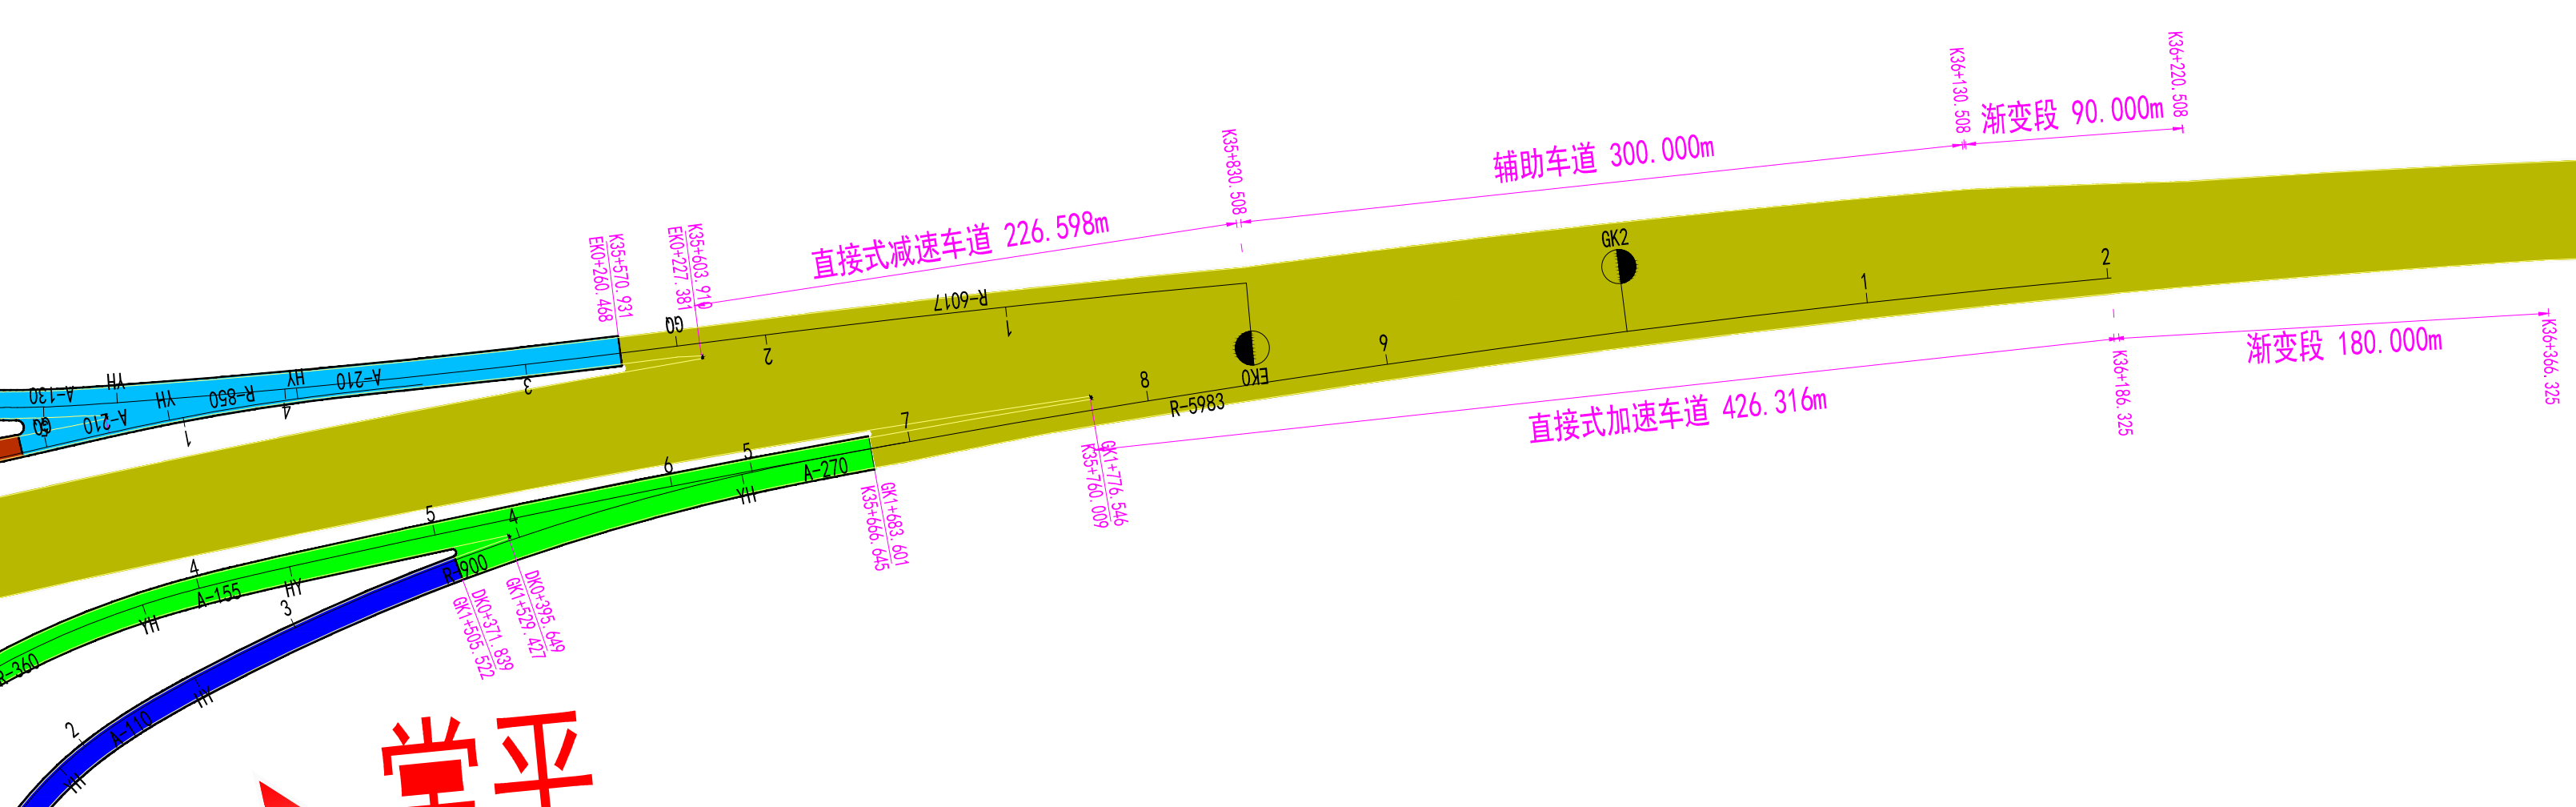 K36+220.508
K36+130.508
渐变段 90.000m
K35+830.508
辅助车道 300.000m
直接式减速车道 226.598m
K35+603.910
EK0+227.381
K35+570.931
EK0+260.468
GK2
GQ
R-6017
1
2
1
2
9
EK0
8
R-5983
7
渐变段 180.000m
K36+366.325
K36+186.325
直接式加速车道 426.316m
GK1+776.546
K35+760.009
GK1+683.601
K35+666.645
A-130
YH
YH
R-850
HY
A-210
4
3
GQ
A-210
1
6
5
A-270
YH
5
4
4
A-155
HY
YH
3
R-900
R-360
DK0+395.649
GK1+529.427
DK0+371.839
GK1+505.522
2
A-110
HY
YH
常平